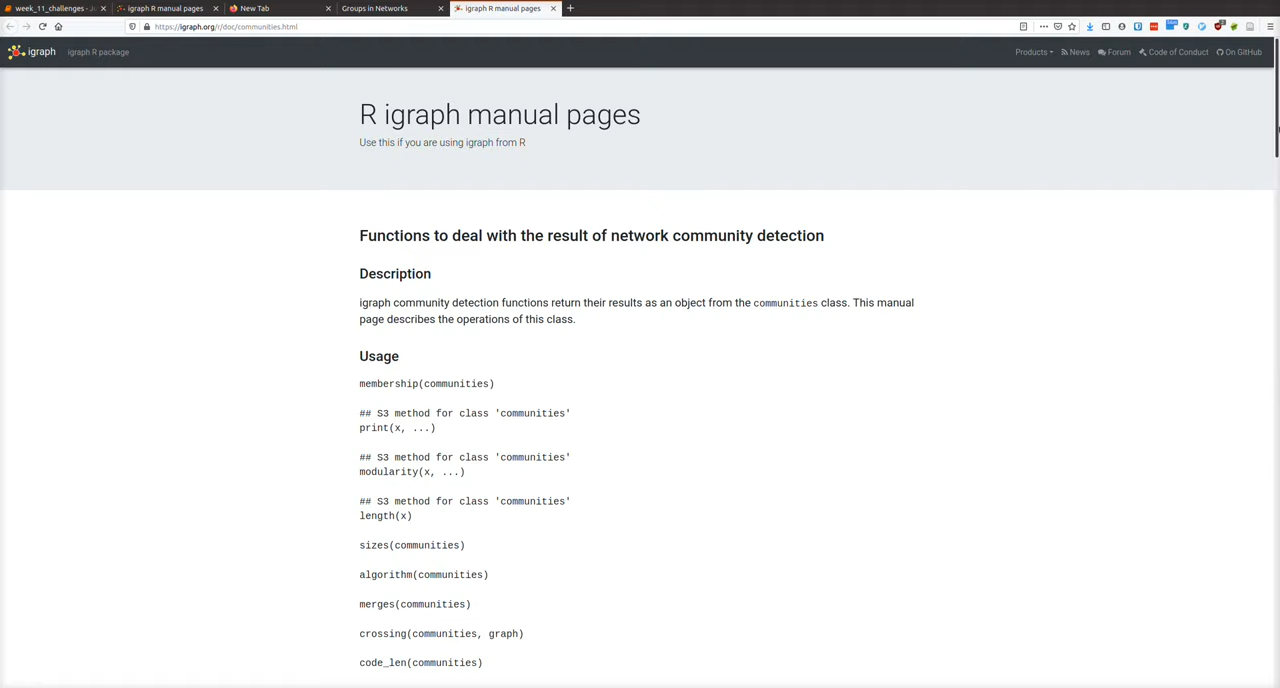 week_11_challenges - Ju
igraph R manual pages
New Tab
Groups in Networks
igraph R manual pages
https://igraph.org/r/doc/communities.html
igraph
igraph R package
Products
News
Forum
Code of Conduct
On GitHub
R igraph manual pages
Use this if you are using igraph from R
Functions to deal with the result of network community detection
Description
igraph community detection functions return their results as an object from the communities class. This manual
page describes the operations of this class.
Usage
membership(communities)
## S3 method for class 'communities'
print(x, ...)
## S3 method for class 'communities'
modularity(x, ...)
## S3 method for class 'communities'
length(x)
sizes(communities)
algorithm(communities)
merges(communities)
crossing(communities, graph)
code_len(communities)